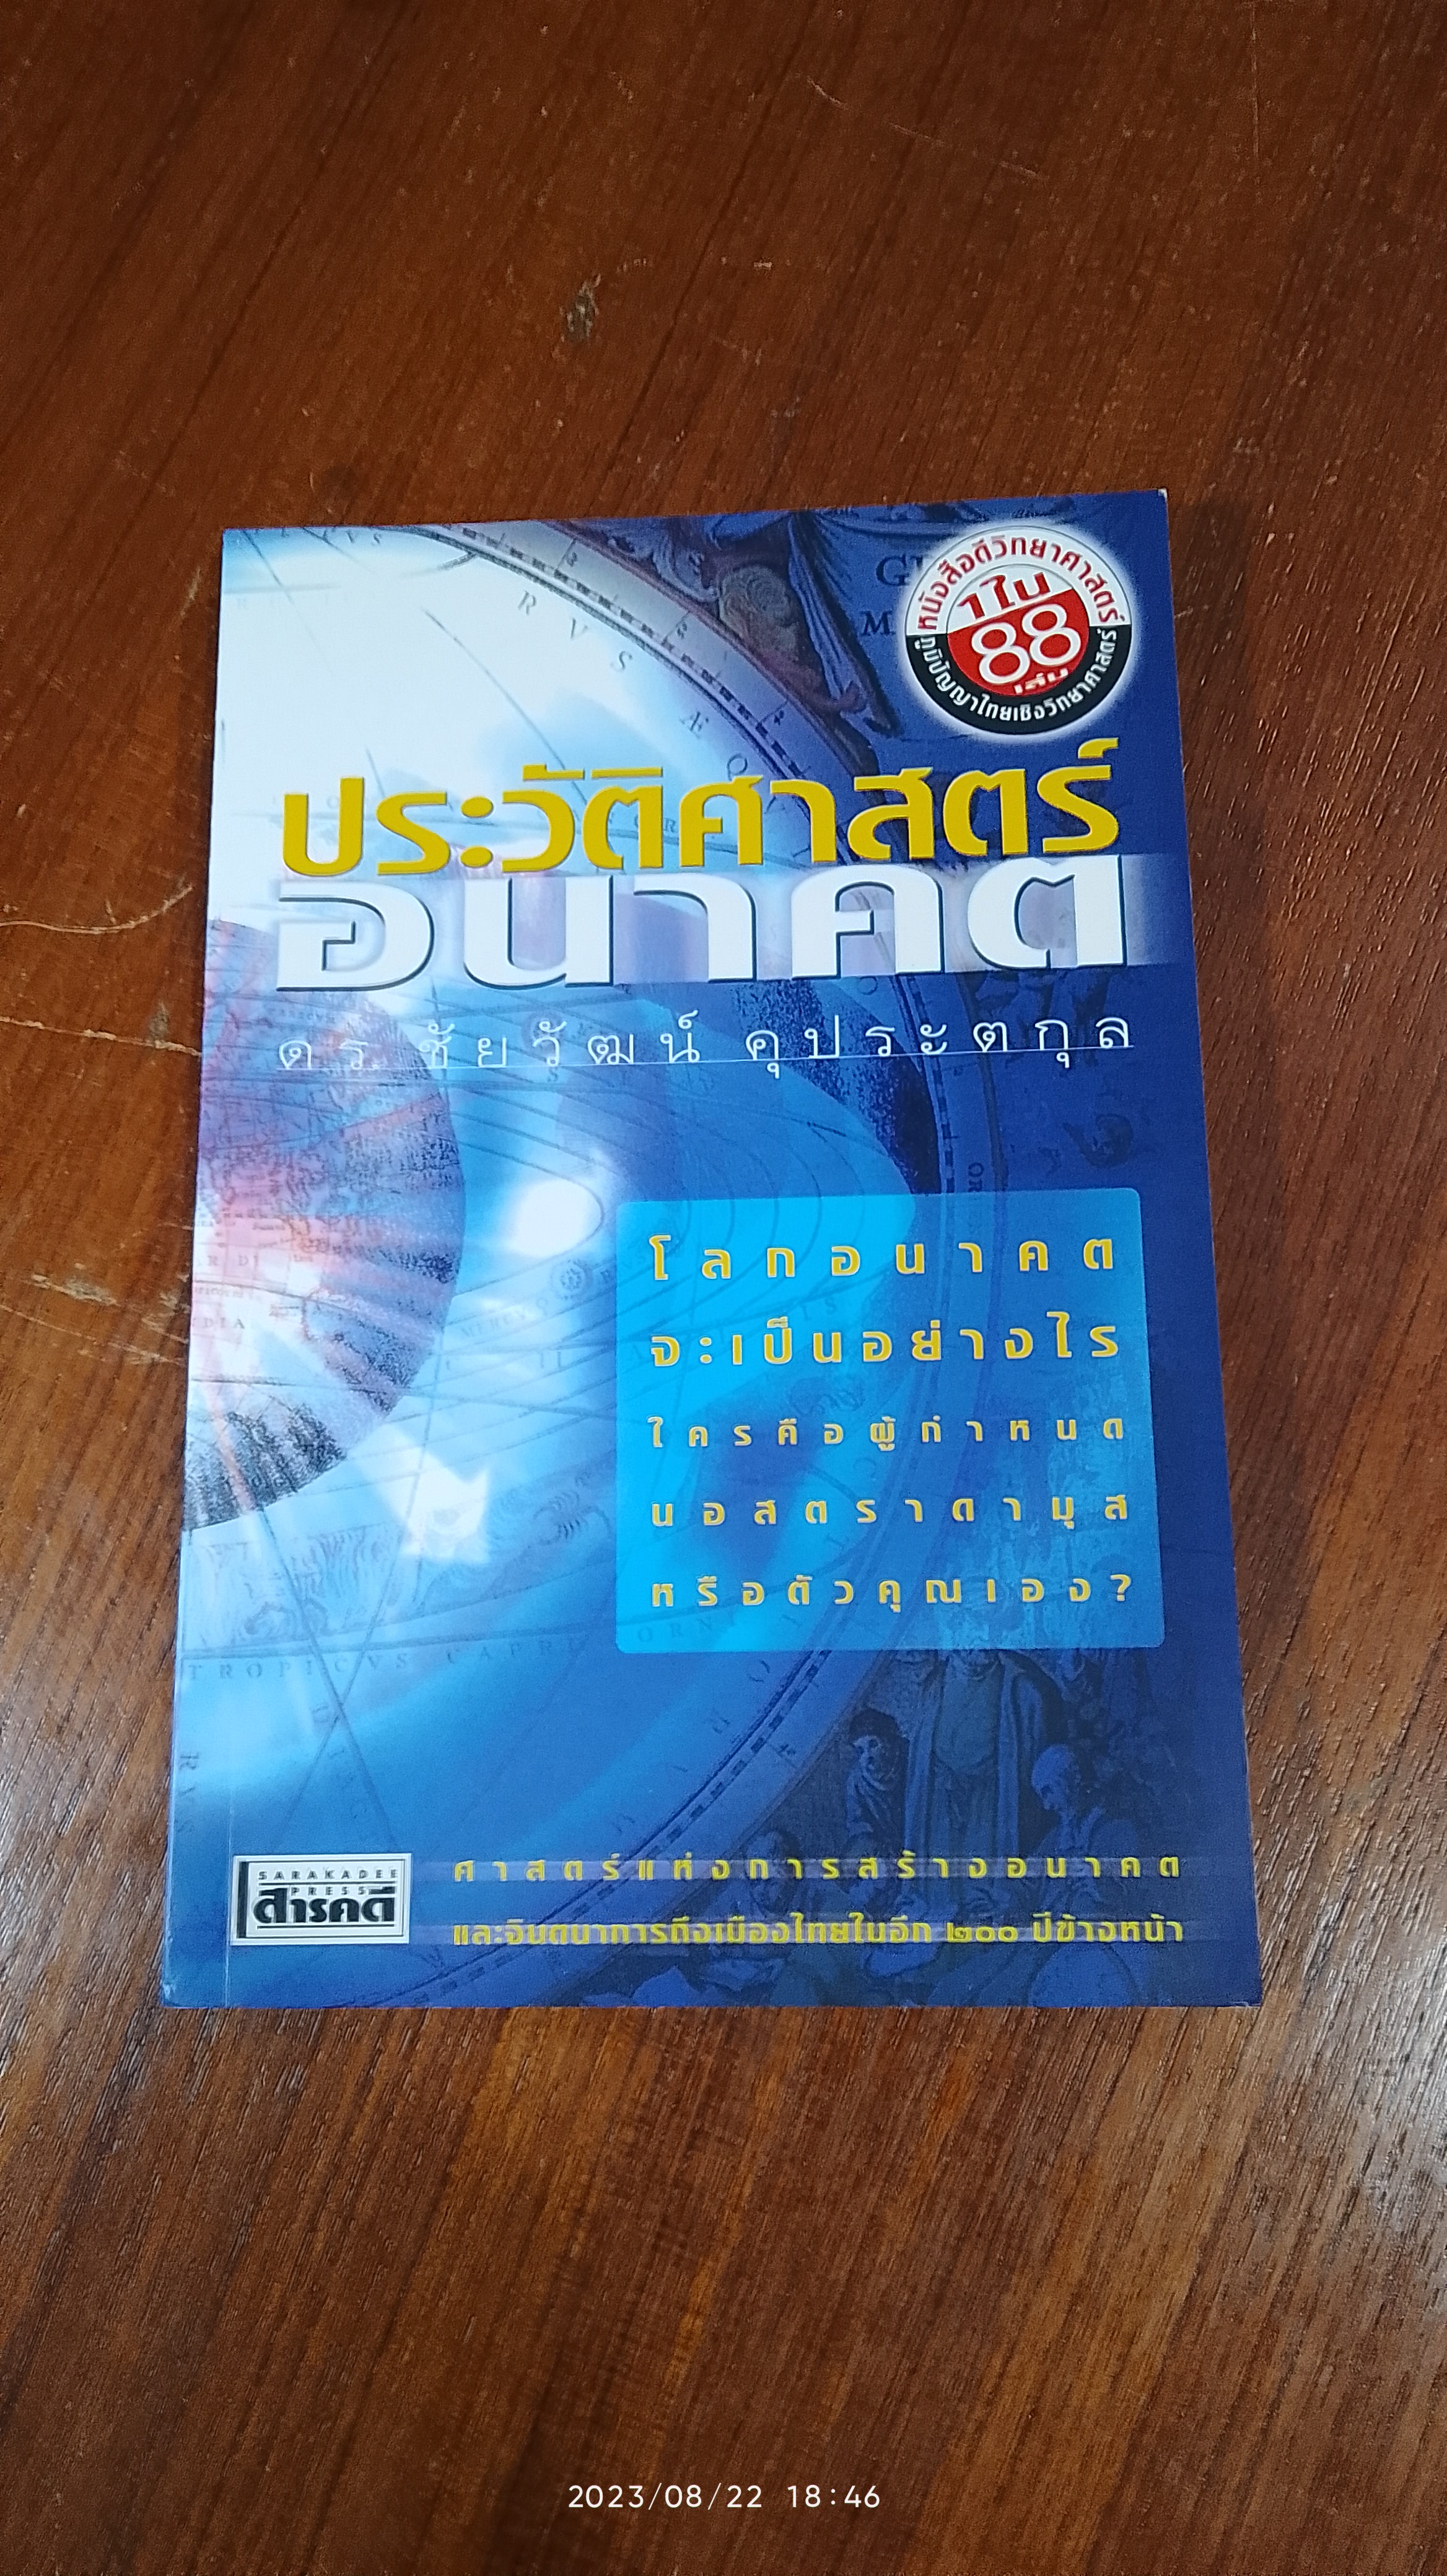 หนังสือดีวิทยาศาสตร์
๑ ใน
88
เล่ม
ภูมิปัญญาไทยเชิงวิทยาศาสตร์
ประวัติศาสตร์
อนาคต
ดร. ชัยวัฒน์ คุประตกุล
โลกอนาคต
จะเป็นอย่างไร
ใครคือผู้กำหนด
นอสตราดามุส
หรือตัวคุณเอง?
SARAKADEE
PRESS
สารคดี
ศาสตร์แห่งการสร้างอนาคต
และจินตนาการถึงเมืองไทยในอีก ๒๐๐ ปีข้างหน้า
TROPICVS CAPRICORNI
2023/08/22 18:46